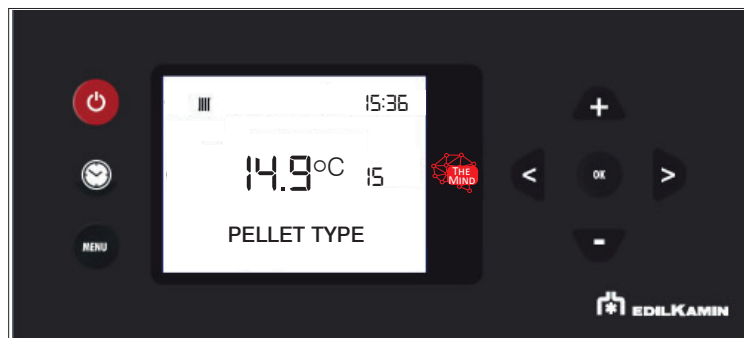 15:36
14.9°C 15
THE
MIND
PELLET TYPE
OK
MENU
EDILKAMIN